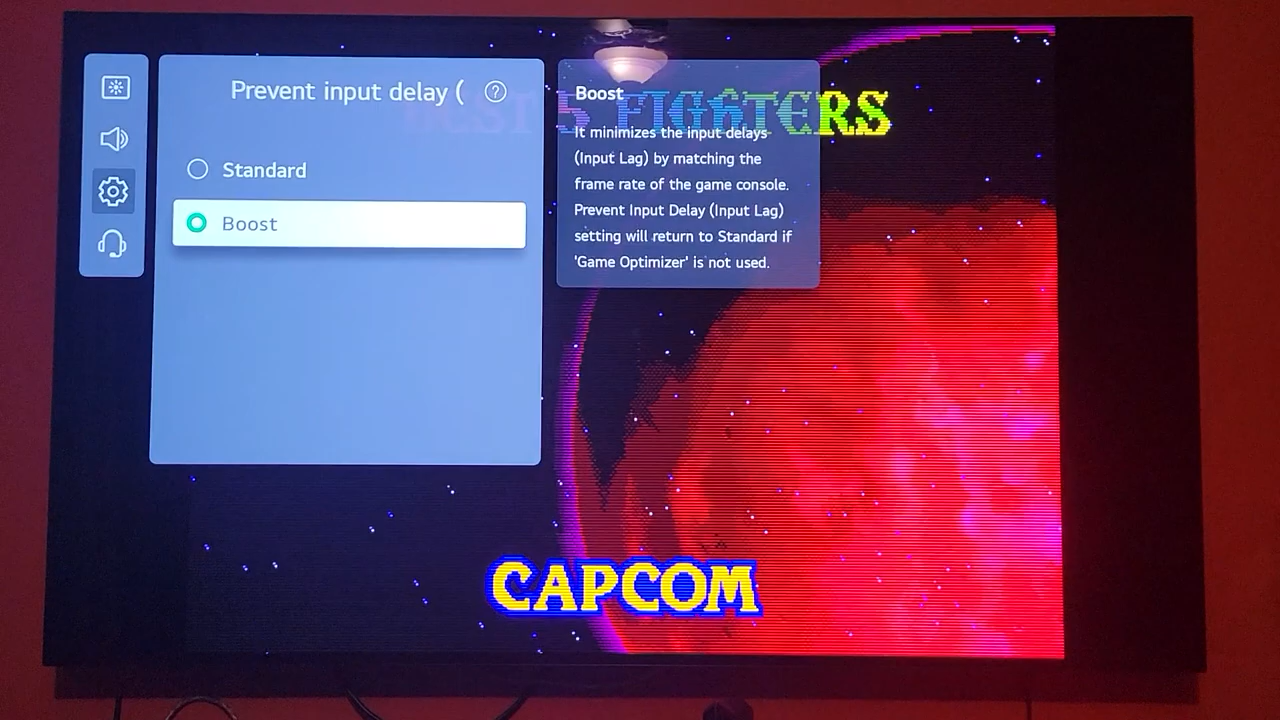 Prevent input delay (
?
Standard
Boost
Boost
It minimizes the input delays
(Input Lag) by matching the
frame rate of the game console.
Prevent Input Delay (Input Lag)
setting will return to Standard if
'Game Optimizer' is not used.
FIGHTERS
CAPCOM